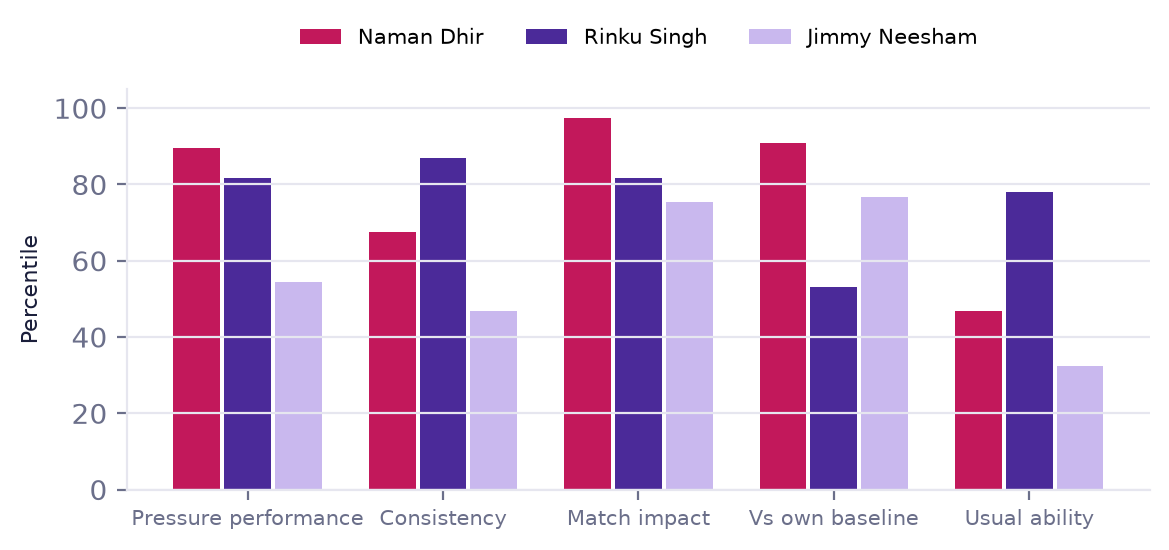 Naman Dhir Rinku Singh Jimmy Neesham
Percentile
100
80
60
40
20
0
Pressure performance Consistency Match impact Vs own baseline Usual ability